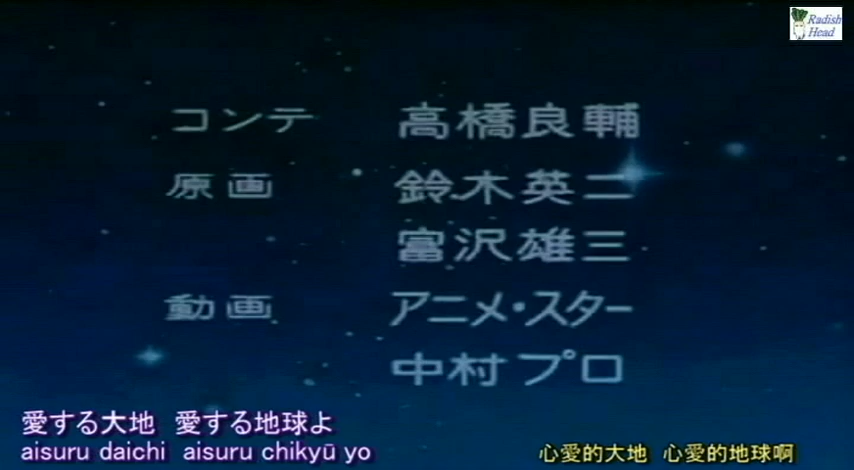 Radish
Head
コンテ 高橋良輔
原画 鈴木英二
富沢雄三
動画 アニメ・スター
中村プロ
愛する大地 愛する地球よ
aisuru daichi aisuru chikyū yo
心愛的大地 心愛的地球啊